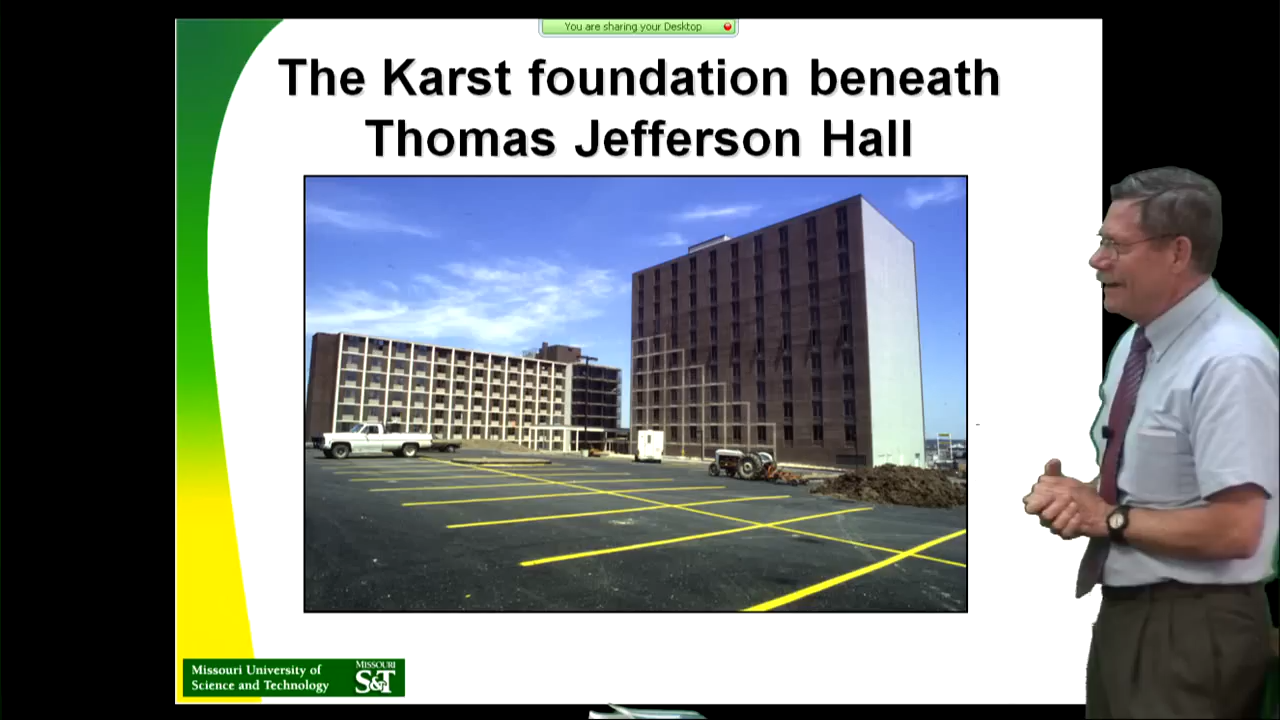 You are sharing your Desktop
The Karst foundation beneath
Thomas Jefferson Hall
Missouri University of
Science and Technology
MISSOURI
S&T